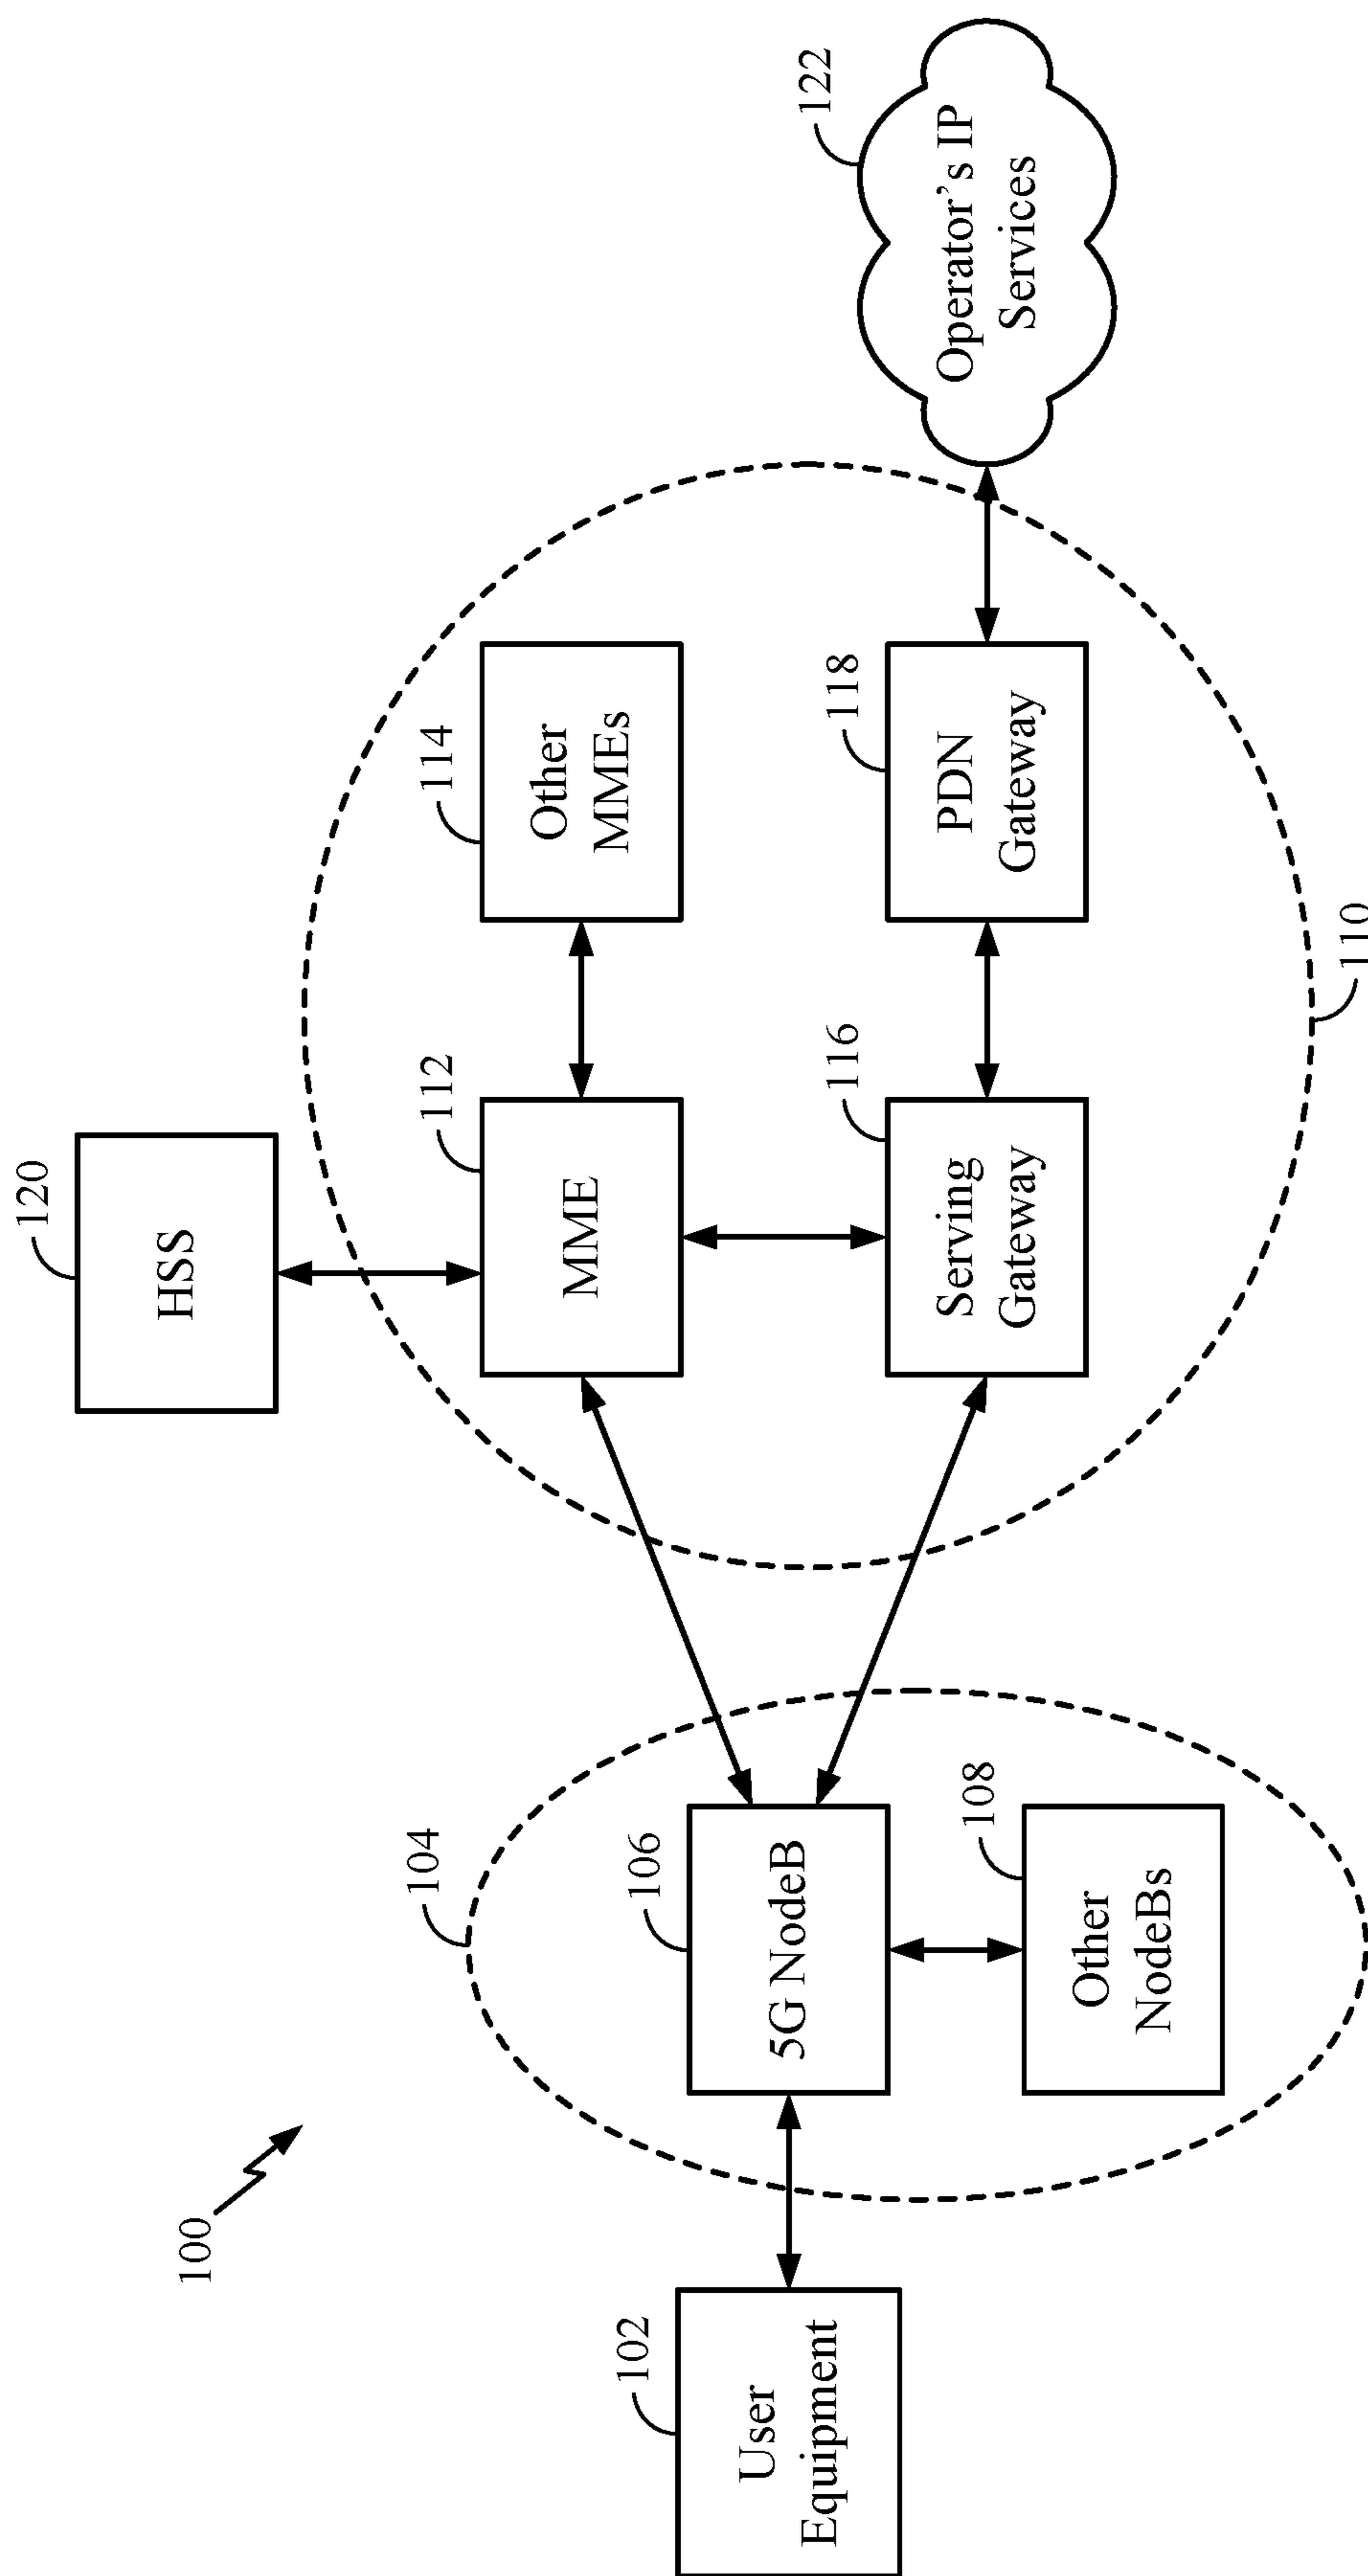 100
120
HSS
122
Operator's IP
Services
112
MME
114
Other
MMEs
104
106
5G NodeB
102
User
Equipment
116
Serving
Gateway
118
PDN
Gateway
108
Other
NodeBs
110